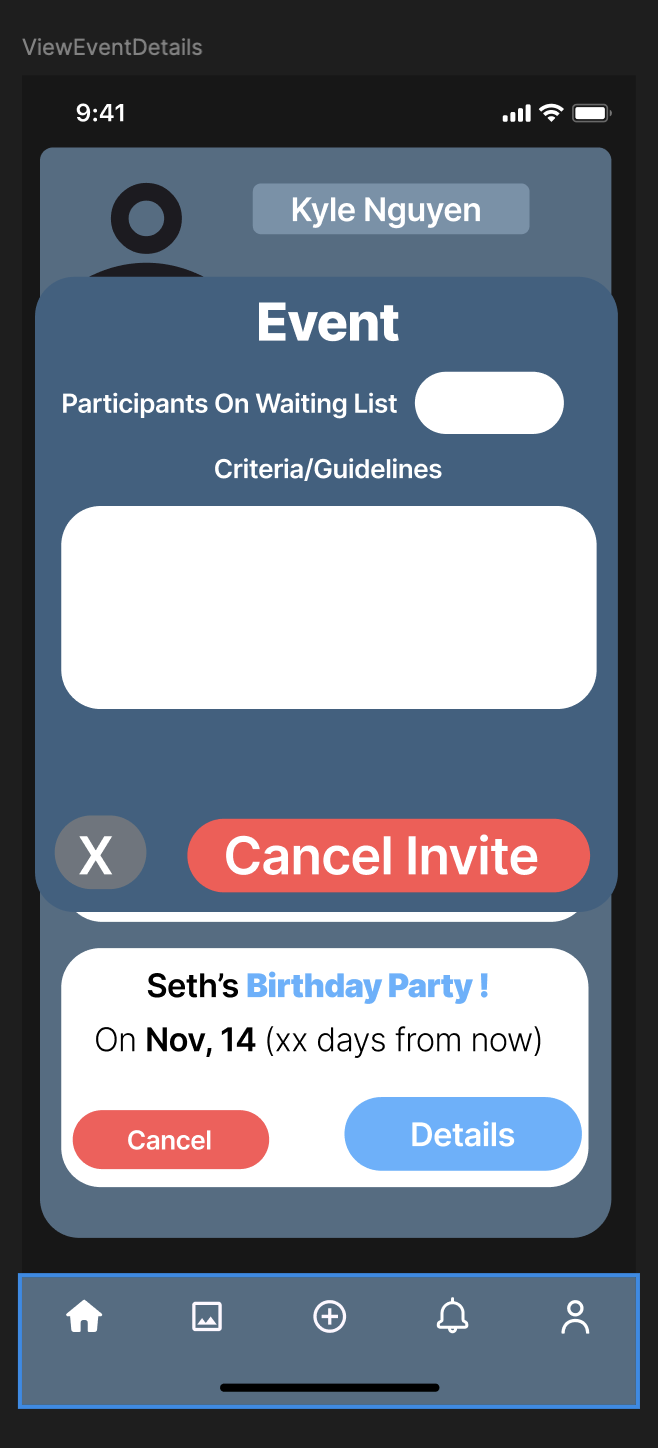 ViewEventDetails
9:41
Kyle Nguyen
Event
Participants On Waiting List
Criteria/Guidelines
X
Cancel Invite
Seth’s Birthday Party !
On Nov, 14 (xx days from now)
Cancel
Details